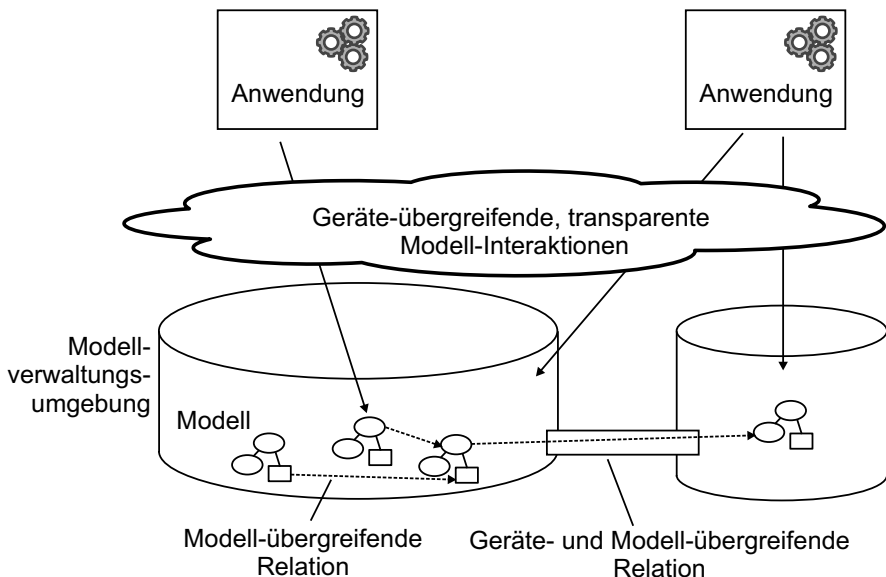 Anwendung
Anwendung
Geräte-übergreifende, transparente
Modell-Interaktionen
Modell-
verwaltungs-
umgebung
Modell
Modell-übergreifende
Relation
Geräte- und Modell-übergreifende
Relation